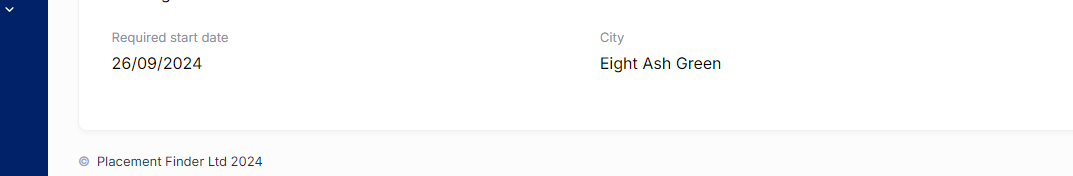 Required start date
26/09/2024
City
Eight Ash Green
© Placement Finder Ltd 2024